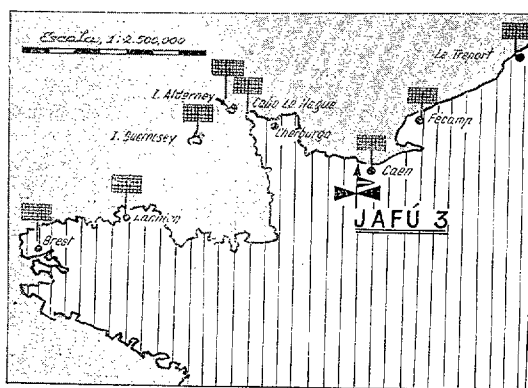 Escala, 1:2.500,000
Le Treport
I. Alderney
Cabo Le Hague
Fecamp
I. Guernsey
Cherburgo
Caen
JAFÚ 3
Lannion
Brest